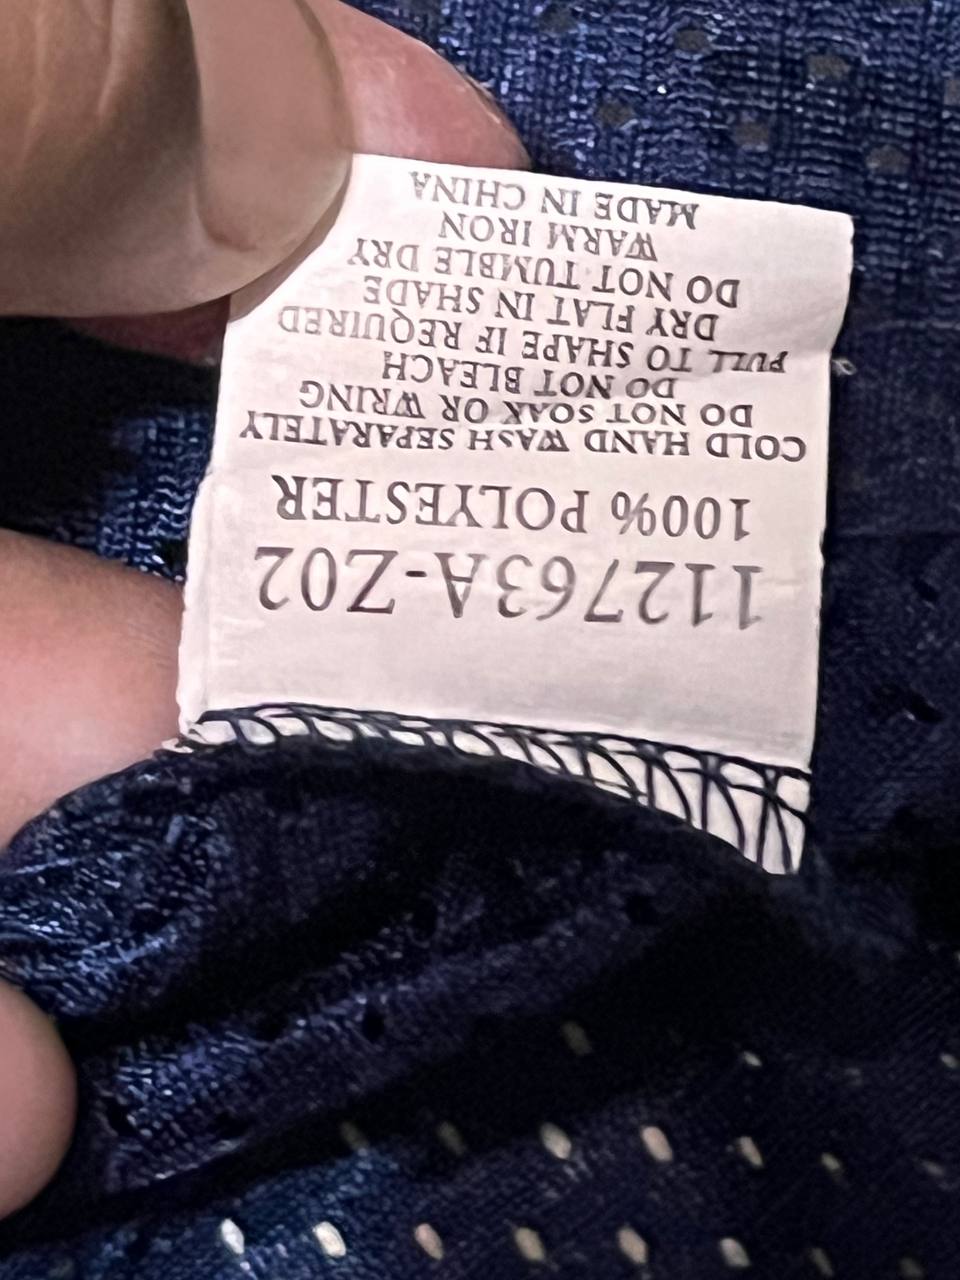 112763A-Z02
100% POLYESTER
COLD HAND WASH SEPARATELY
DO NOT SOAK OR WRING
DO NOT BLEACH
PULL TO SHAPE IF REQUIRED
DRY FLAT IN SHADE
DO NOT TUMBLE DRY
WARM IRON
MADE IN CHINA